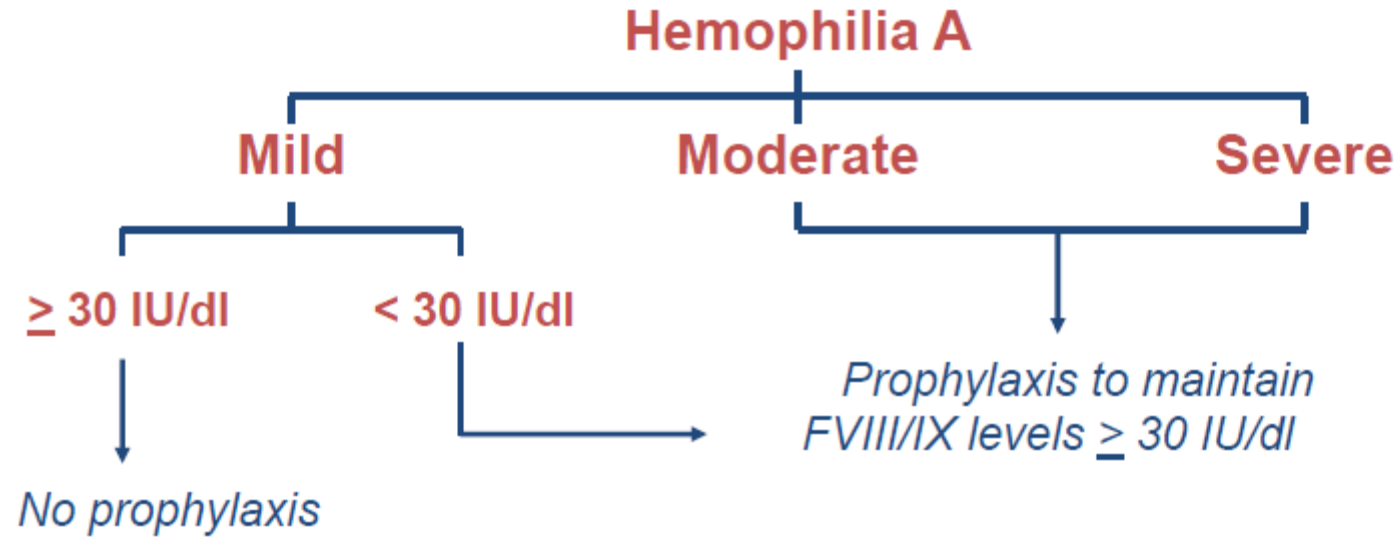 Hemophilia A
Mild
Moderate
Severe
≥ 30 IU/dl
< 30 IU/dl
Prophylaxis to maintain
FVIII/IX levels ≥ 30 IU/dl
No prophylaxis